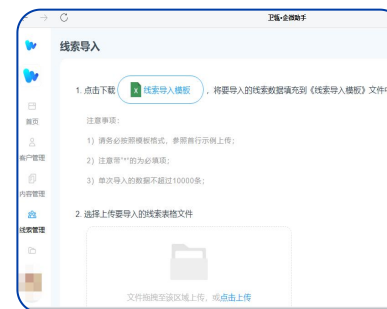 卫瓴·企微助手
线索导入
1. 点击下载 线索导入模板 ，将要导入的线索数据填充到《线索导入模板》文件中
注意事项：
1）请务必按照模板格式，参照首行示例上传；
2）注意带"*"的为必填项；
3）单次导入的数据不超过10000条；
首页
客户管理
内容管理
线索管理
2. 选择上传要导入的线索表格文件
文件拖拽至该区域上传，或点击上传